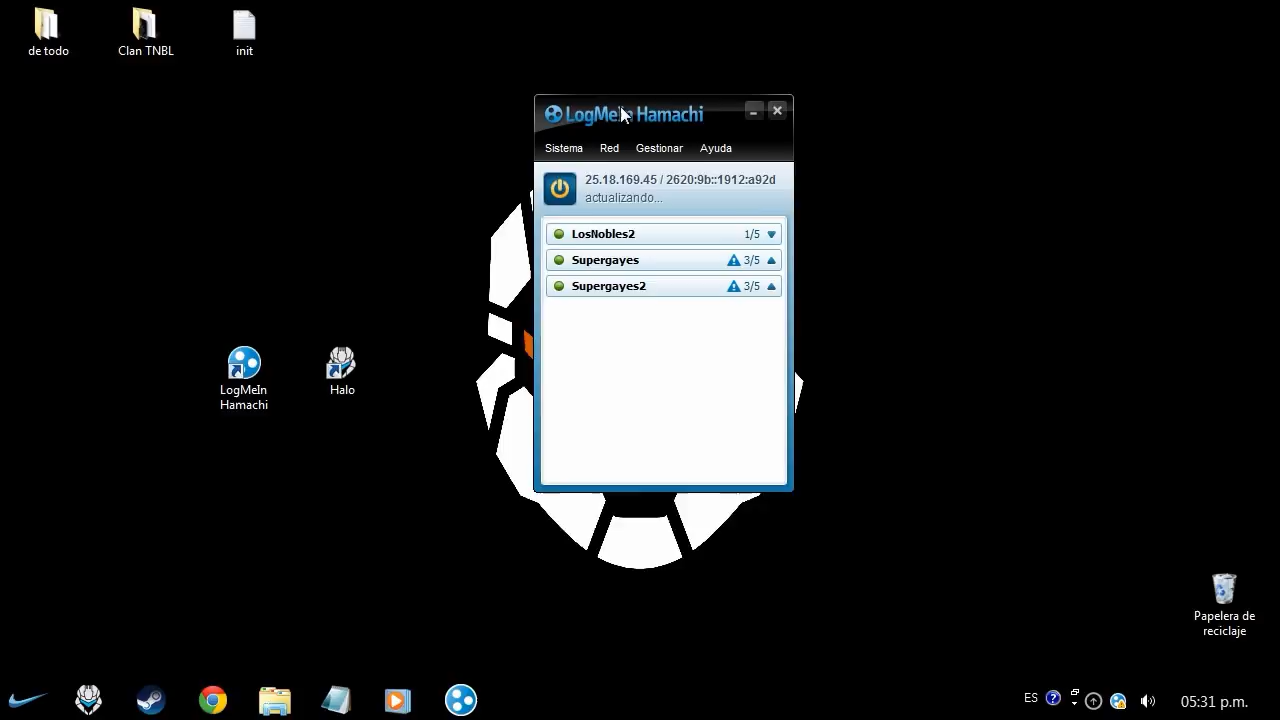 de todo
Clan TNBL
init
LogMeIn Hamachi
Sistema Red Gestionar Ayuda
25.18.169.45 / 2620:9b::1912:a92d
actualizando...
LosNobles2 1/5
Supergayes 3/5
Supergayes2 3/5
LogMeIn
Hamachi
Halo
Papelera de
reciclaje
ES
05:31 p.m.